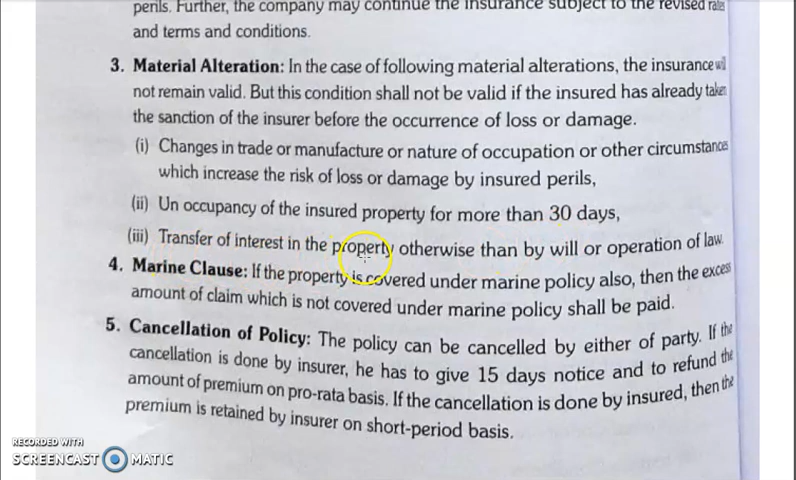 perils. Further, the company may continue the insurance subject to the revised rates
and terms and conditions.
3. Material Alteration: In the case of following material alterations, the insurance will
not remain valid. But this condition shall not be valid if the insured has already taken
the sanction of the insurer before the occurrence of loss or damage.
(i) Changes in trade or manufacture or nature of occupation or other circumstances
which increase the risk of loss or damage by insured perils,
(ii) Un occupancy of the insured property for more than 30 days,
(iii) Transfer of interest in the property otherwise than by will or operation of law.
4. Marine Clause: If the property is covered under marine policy also, then the excess
amount of claim which is not covered under marine policy shall be paid.
5. Cancellation of Policy: The policy can be cancelled by either of party. If the
cancellation is done by insurer, he has to give 15 days notice and to refund the
amount of premium on pro-rata basis. If the cancellation is done by insured, then the
premium is retained by insurer on short-period basis.
RECORDED WITH
SCREENCAST MATIC